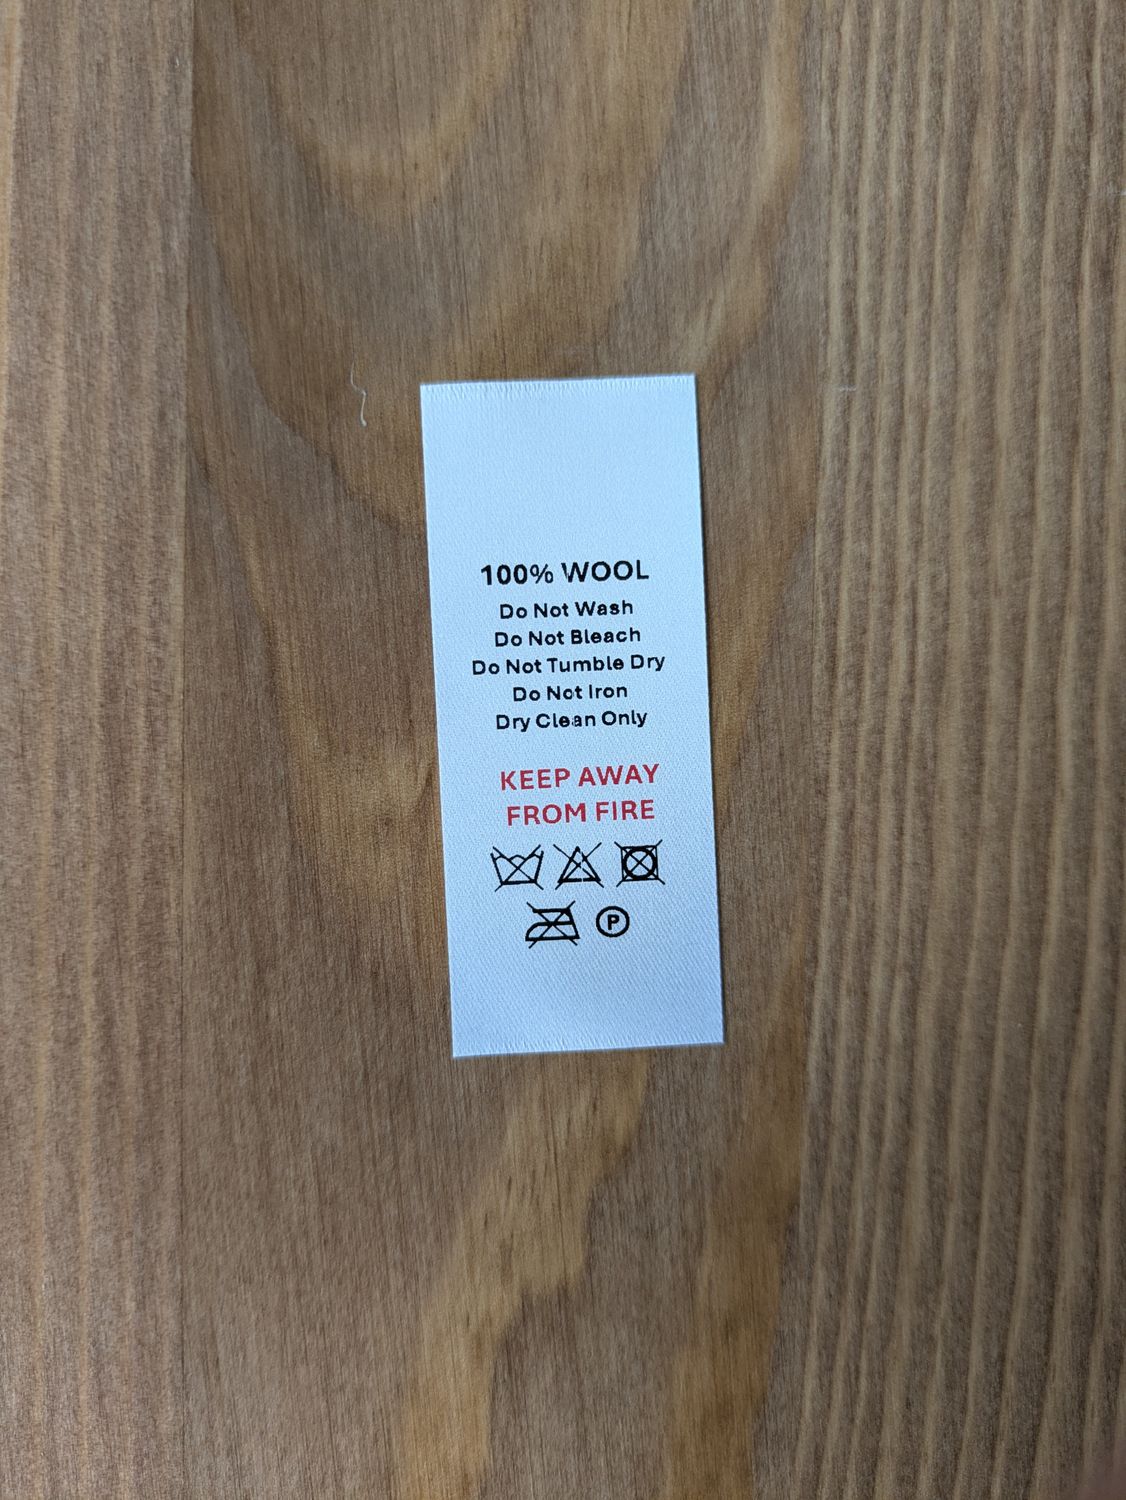 100% WOOL
Do Not Wash
Do Not Bleach
Do Not Tumble Dry
Do Not Iron
Dry Clean Only
KEEP AWAY
FROM FIRE
P